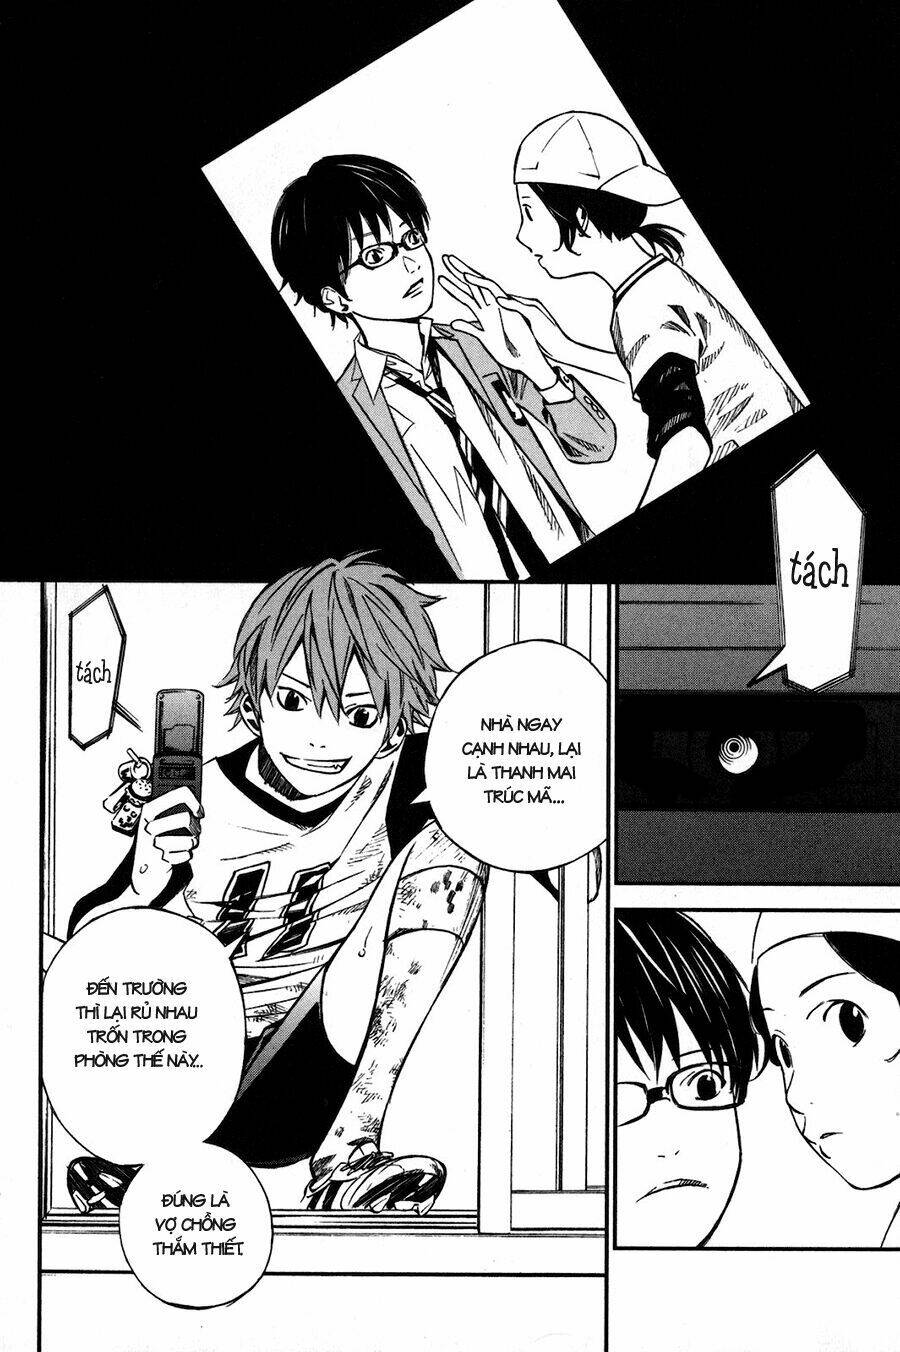 tách
tách
NHÀ NGAY
CẠNH NHAU, LẠI
LÀ THANH MAI
TRÚC MÃ...
ĐẾN TRƯỜNG
THÌ LẠI RỦ NHAU
TRỐN TRONG
PHÒNG THẾ NÀY...
ĐÚNG LÀ
VỢ CHỒNG
THẮM THIẾT.